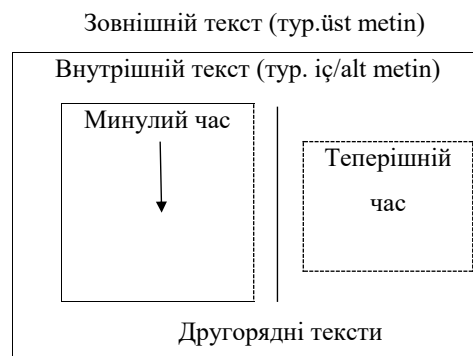 Зовнішній текст (тур.üst metin)
Внутрішній текст (тур. iç/alt metin)
Минулий час
Теперішній
час
Другорядні тексти